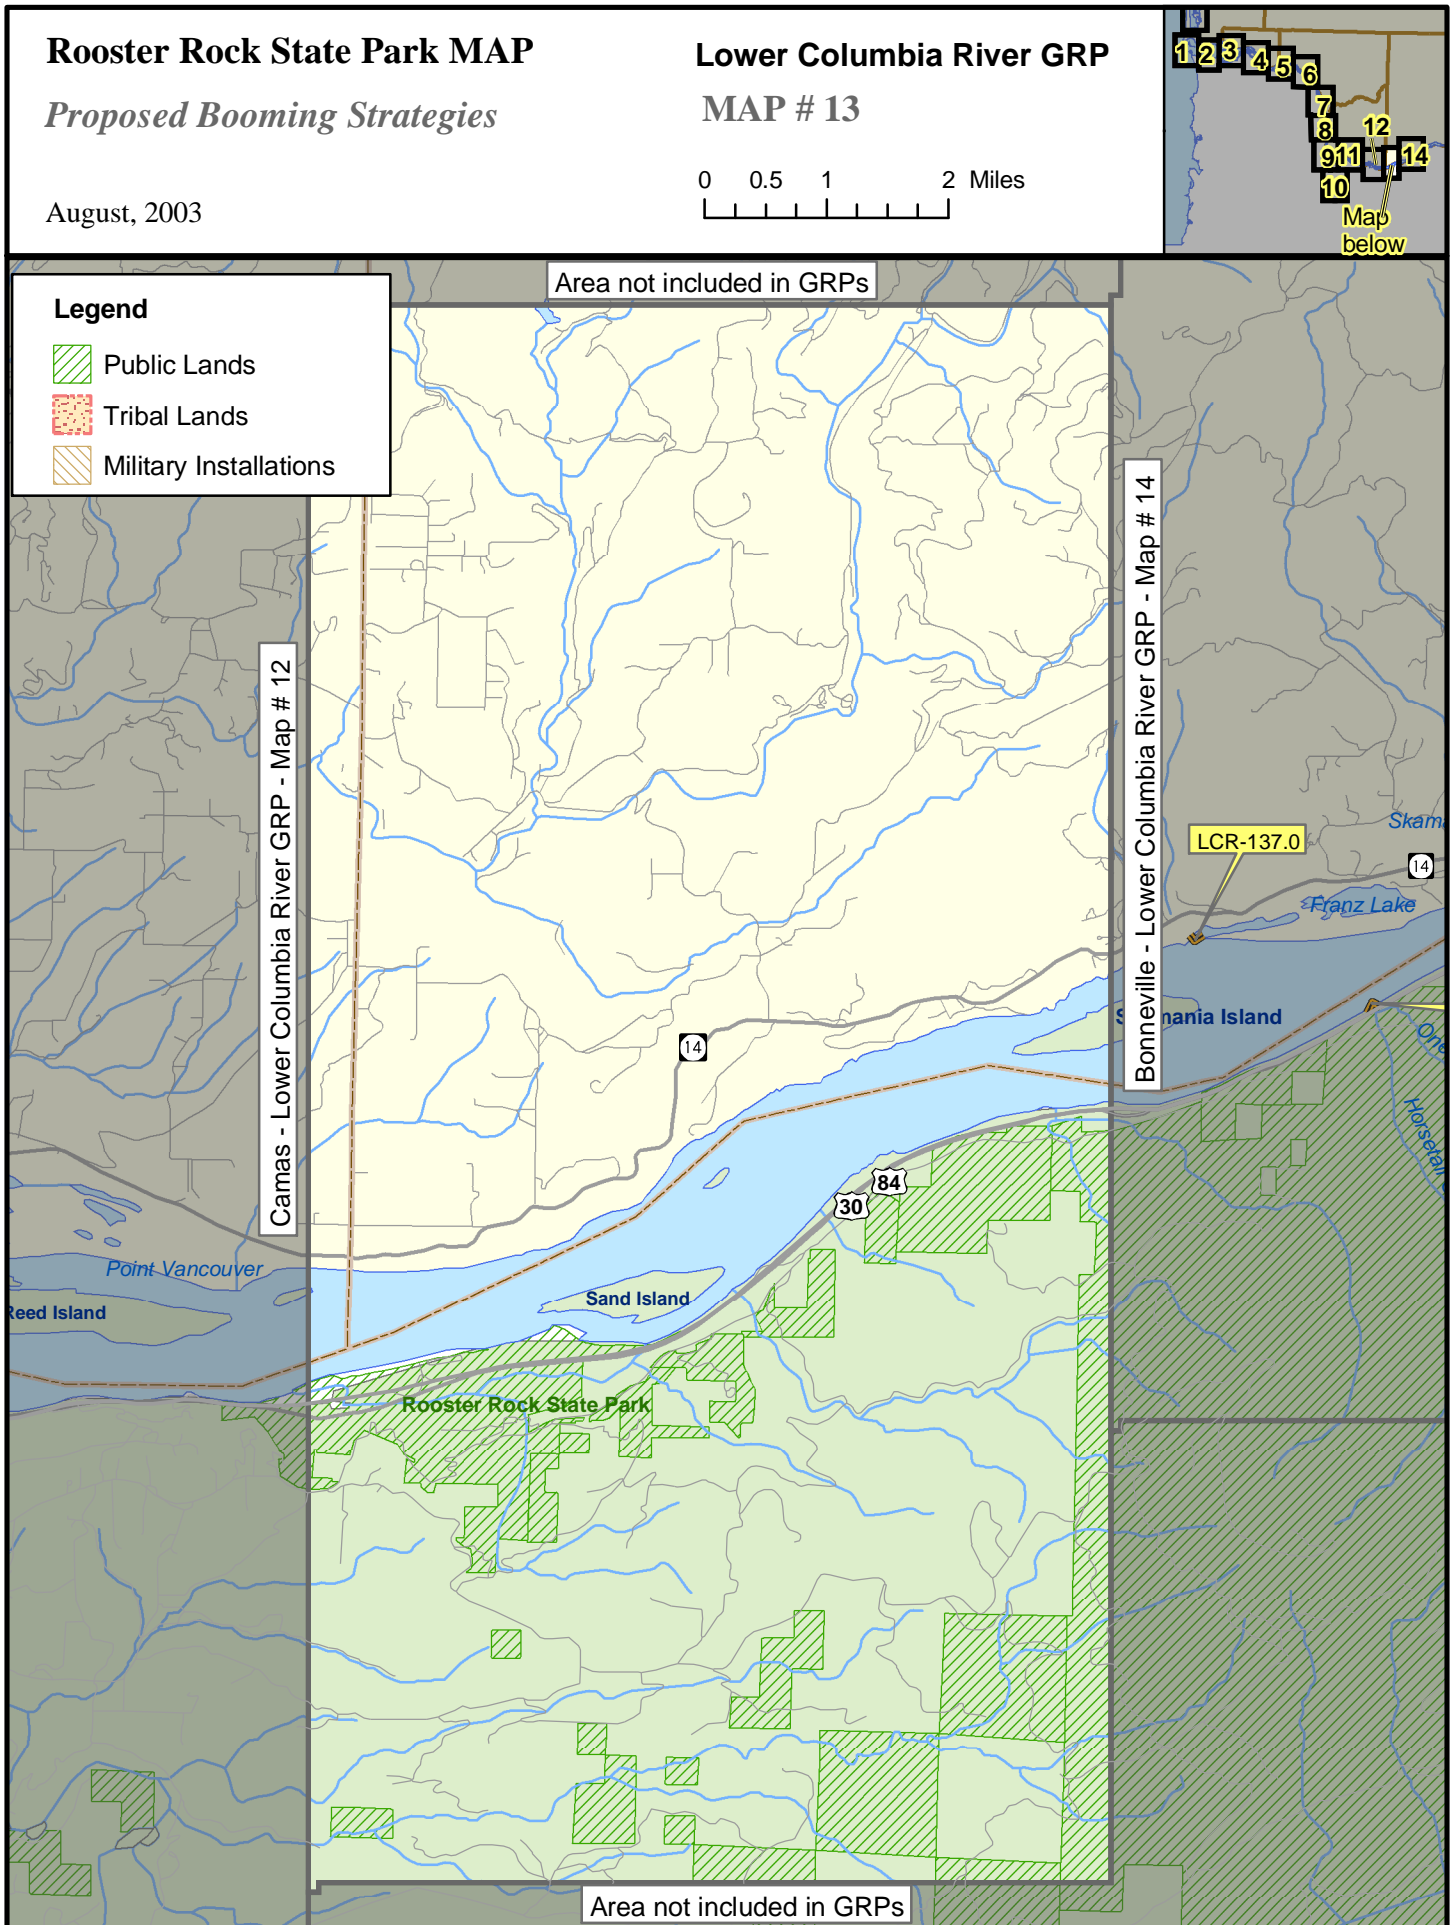 Rooster Rock State Park MAP
Proposed Booming Strategies
August, 2003
Lower Columbia River GRP
MAP # 13
0 0.5 1 2 Miles
1 2 3 4 5 6
7
8
12
9 11 14
10
Map
below
Area not included in GRPs
Legend
Public Lands
Tribal Lands
Military Installations
Camas - Lower Columbia River GRP - Map # 12
Bonneville - Lower Columbia River GRP - Map # 14
LCR-137.0
Skam
14
Franz Lake
mania Island
14
One
Horsetail
84
30
Point Vancouver
Reed Island
Sand Island
Rooster Rock State Park
Area not included in GRPs